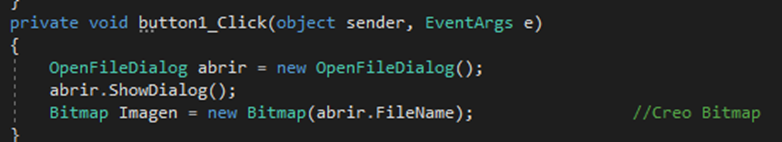 }
private void button1_Click(object sender, EventArgs e)
{
OpenFileDialog abrir = new OpenFileDialog();
abrir.ShowDialog();
Bitmap Imagen = new Bitmap(abrir.FileName); //Creo Bitmap
}